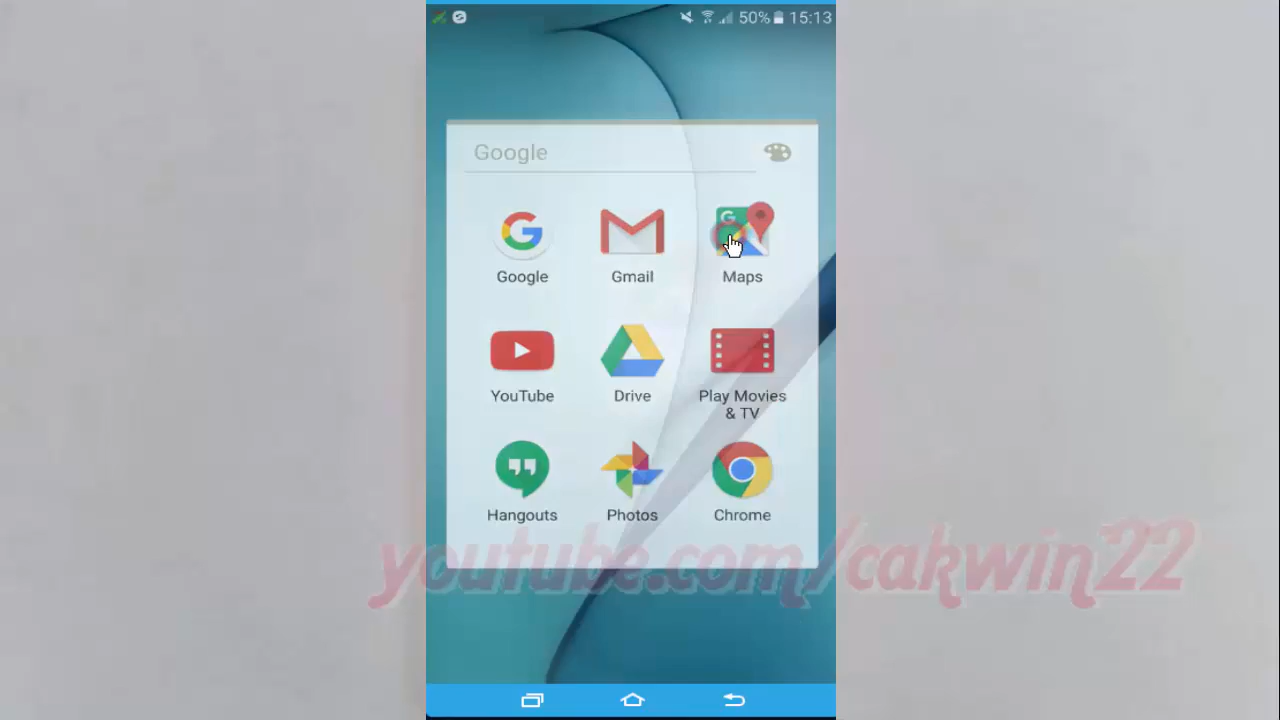 50% 15:13
Google
Google Gmail Maps
YouTube Drive Play Movies
& TV
Hangouts Photos Chrome
youtube.com/cakwin22